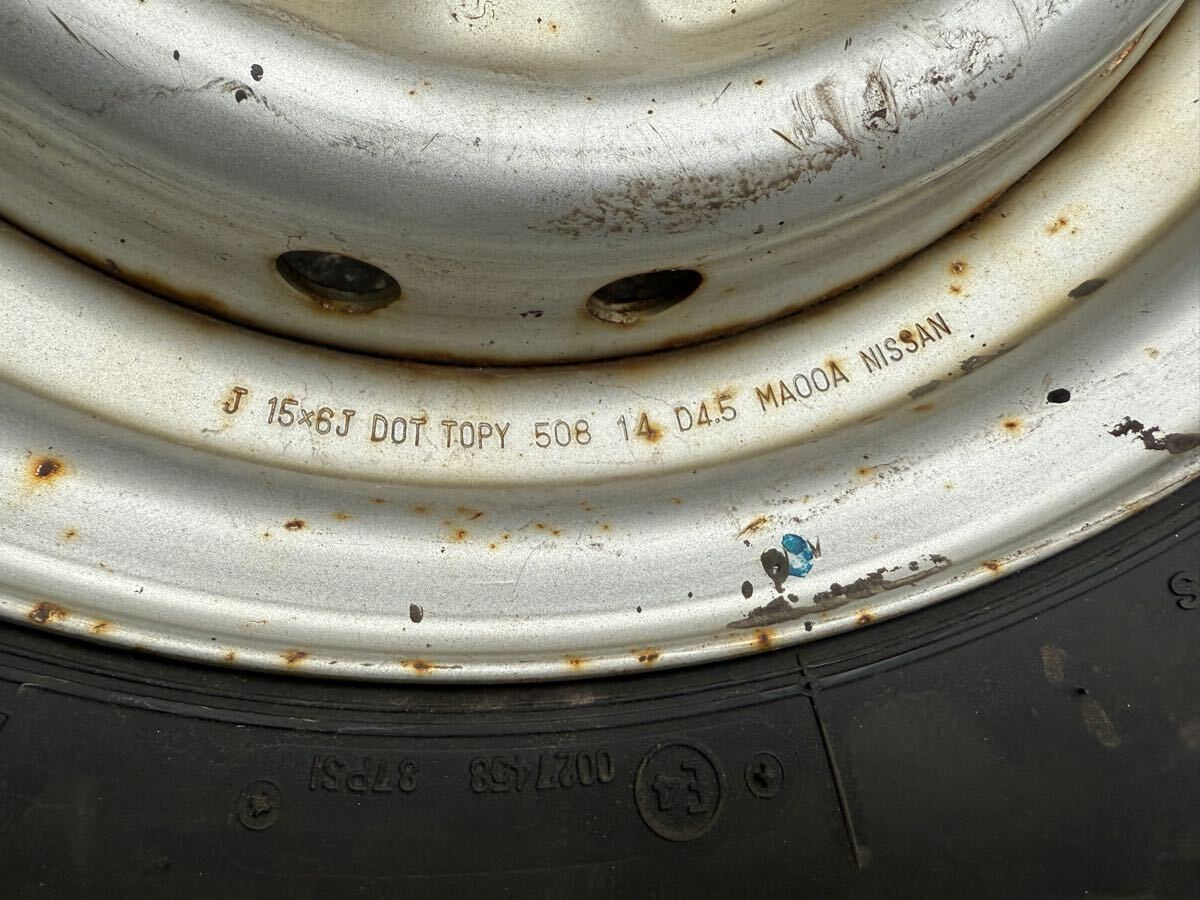 J 15×6J DOT TOPY 508 14 D4.5 MA00A NISSAN
E4 0027458 87PSI